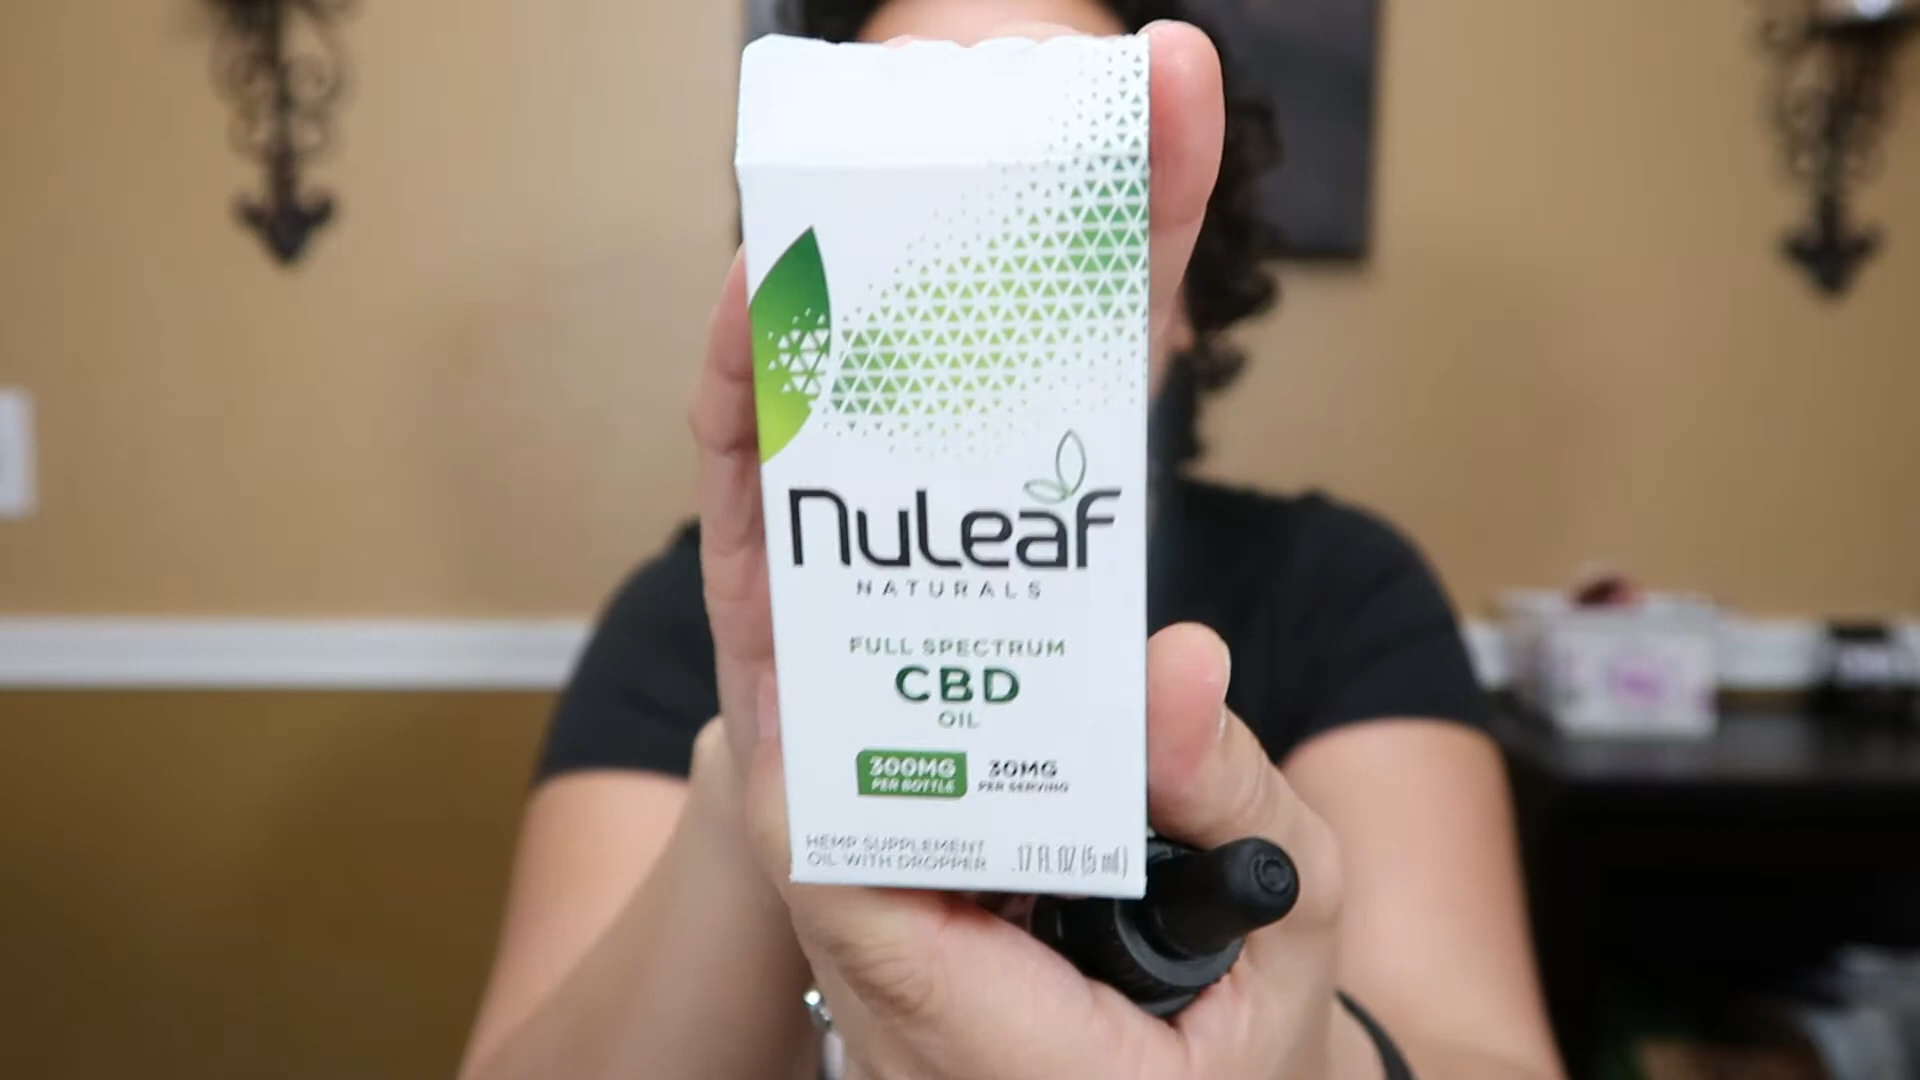 NuLeaf
NATURALS
FULL SPECTRUM
CBD
OIL
300MG
PER BOTTLE
30MG
PER SERVING
HEMP SUPPLEMENT
OIL WITH DROPPER
.17 FL OZ (5 ml)